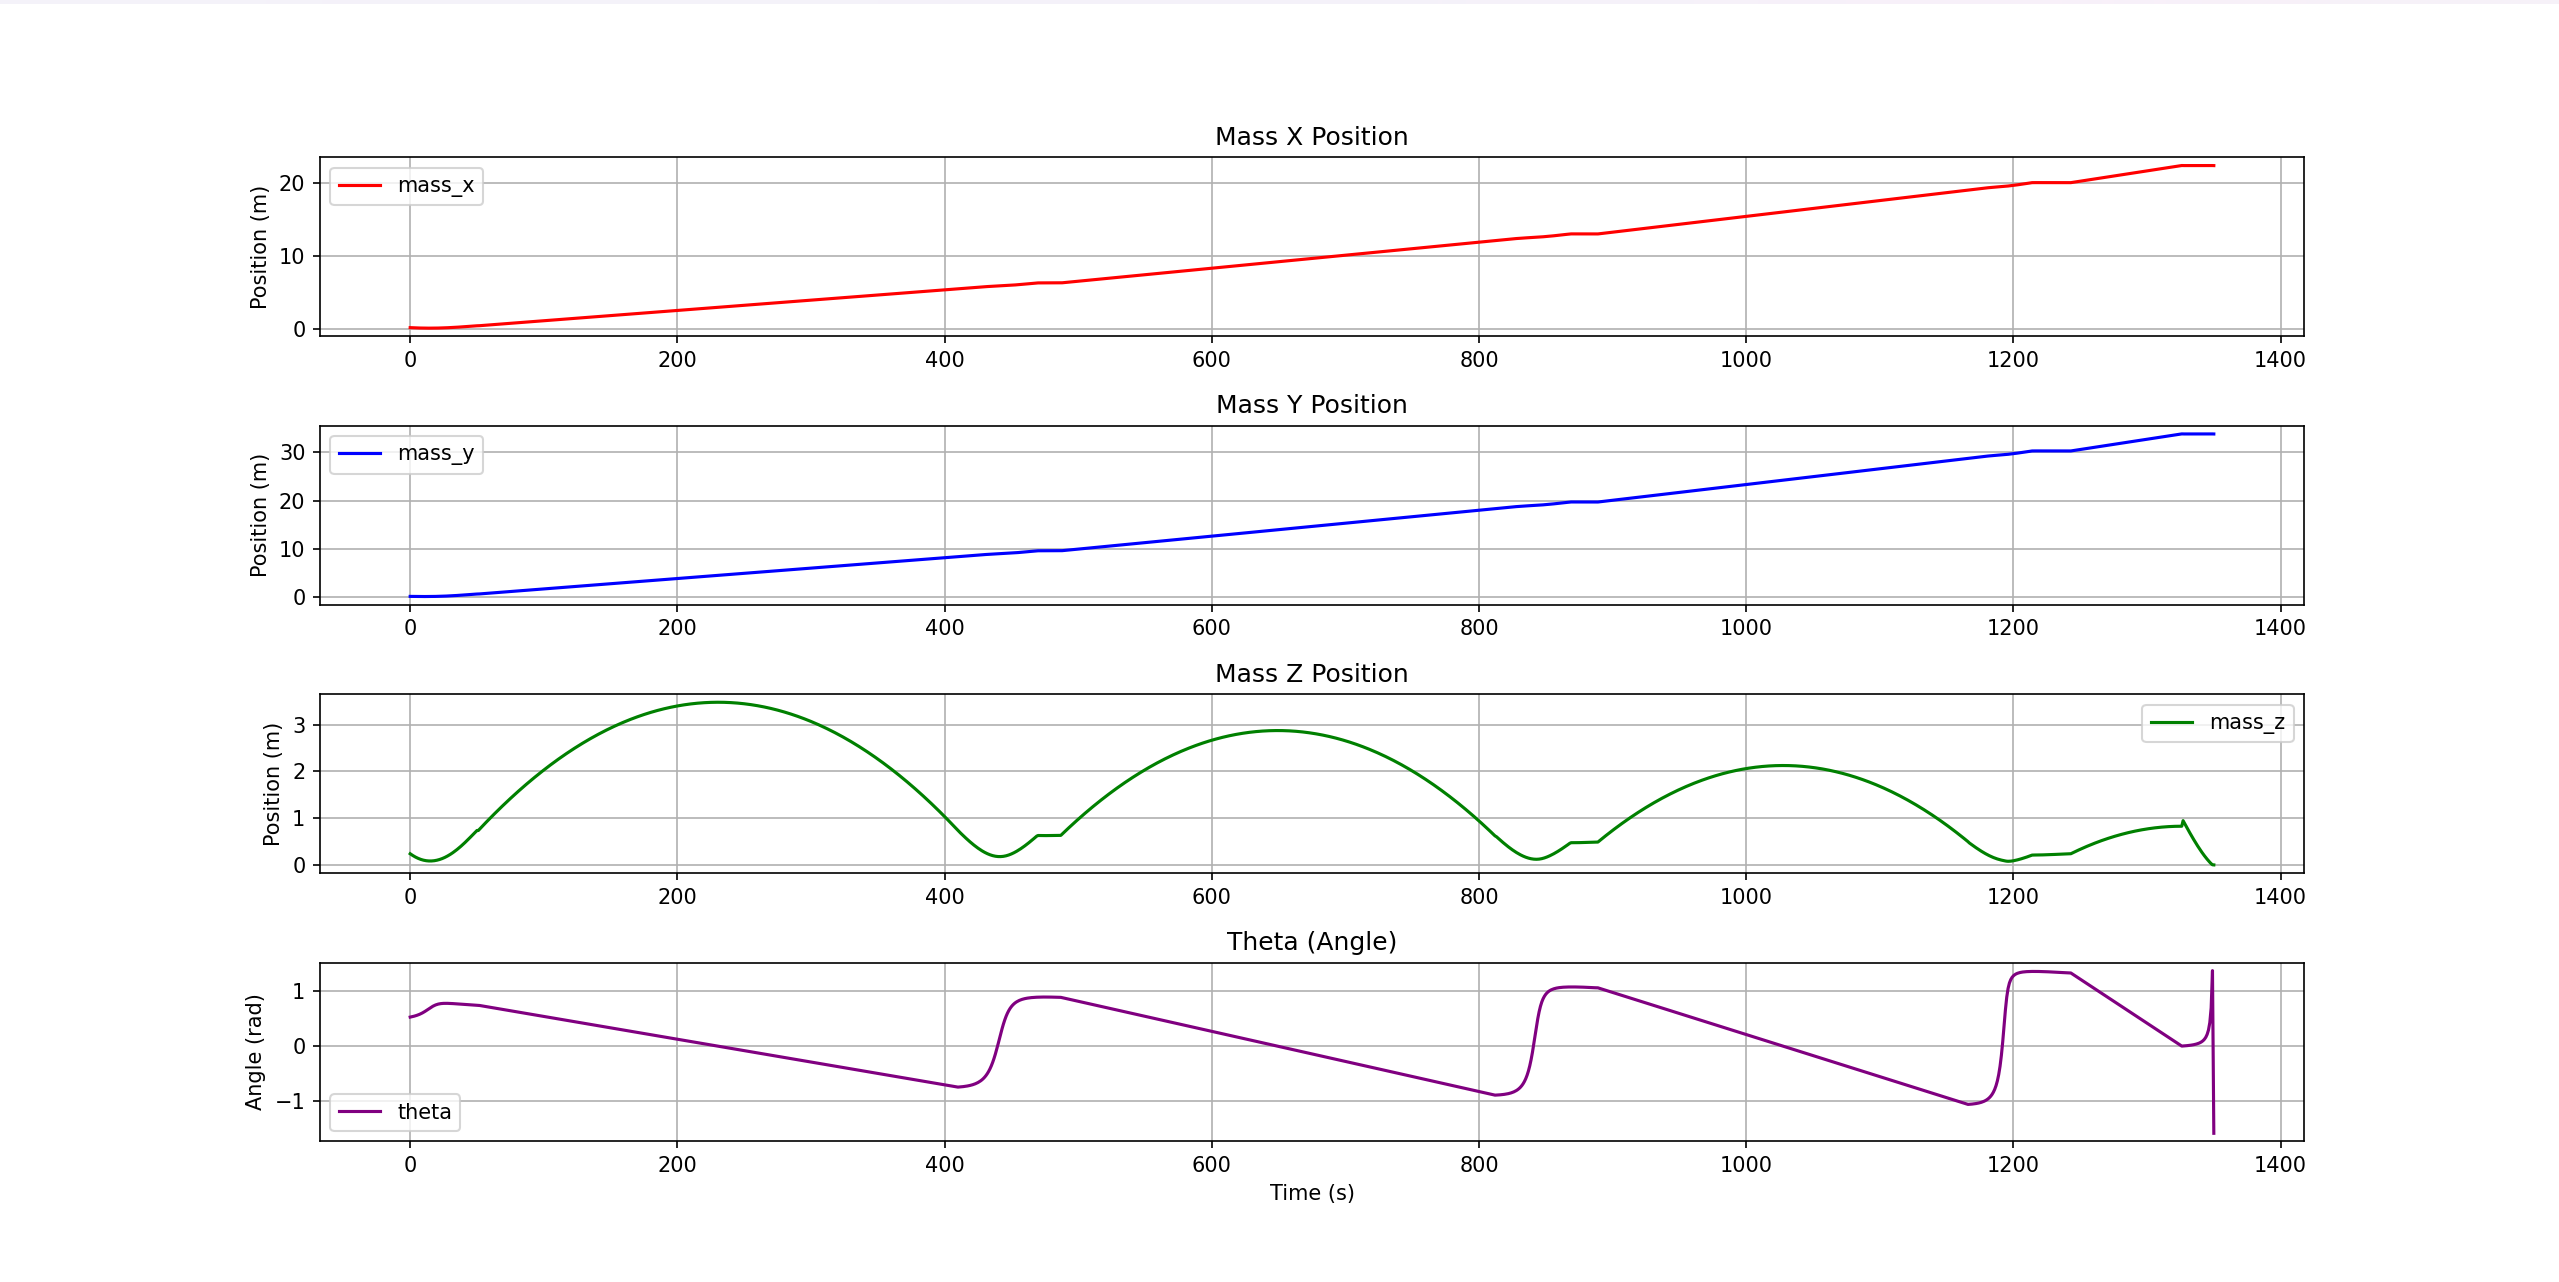 Mass X Position
Position (m)
20
10
0
mass_x
0 200 400 600 800 1000 1200 1400
Mass Y Position
Position (m)
30
20
10
0
mass_y
0 200 400 600 800 1000 1200 1400
Mass Z Position
Position (m)
3
2
1
0
mass_z
0 200 400 600 800 1000 1200 1400
Theta (Angle)
Angle (rad)
1
0
−1
theta
0 200 400 600 800 1000 1200 1400
Time (s)